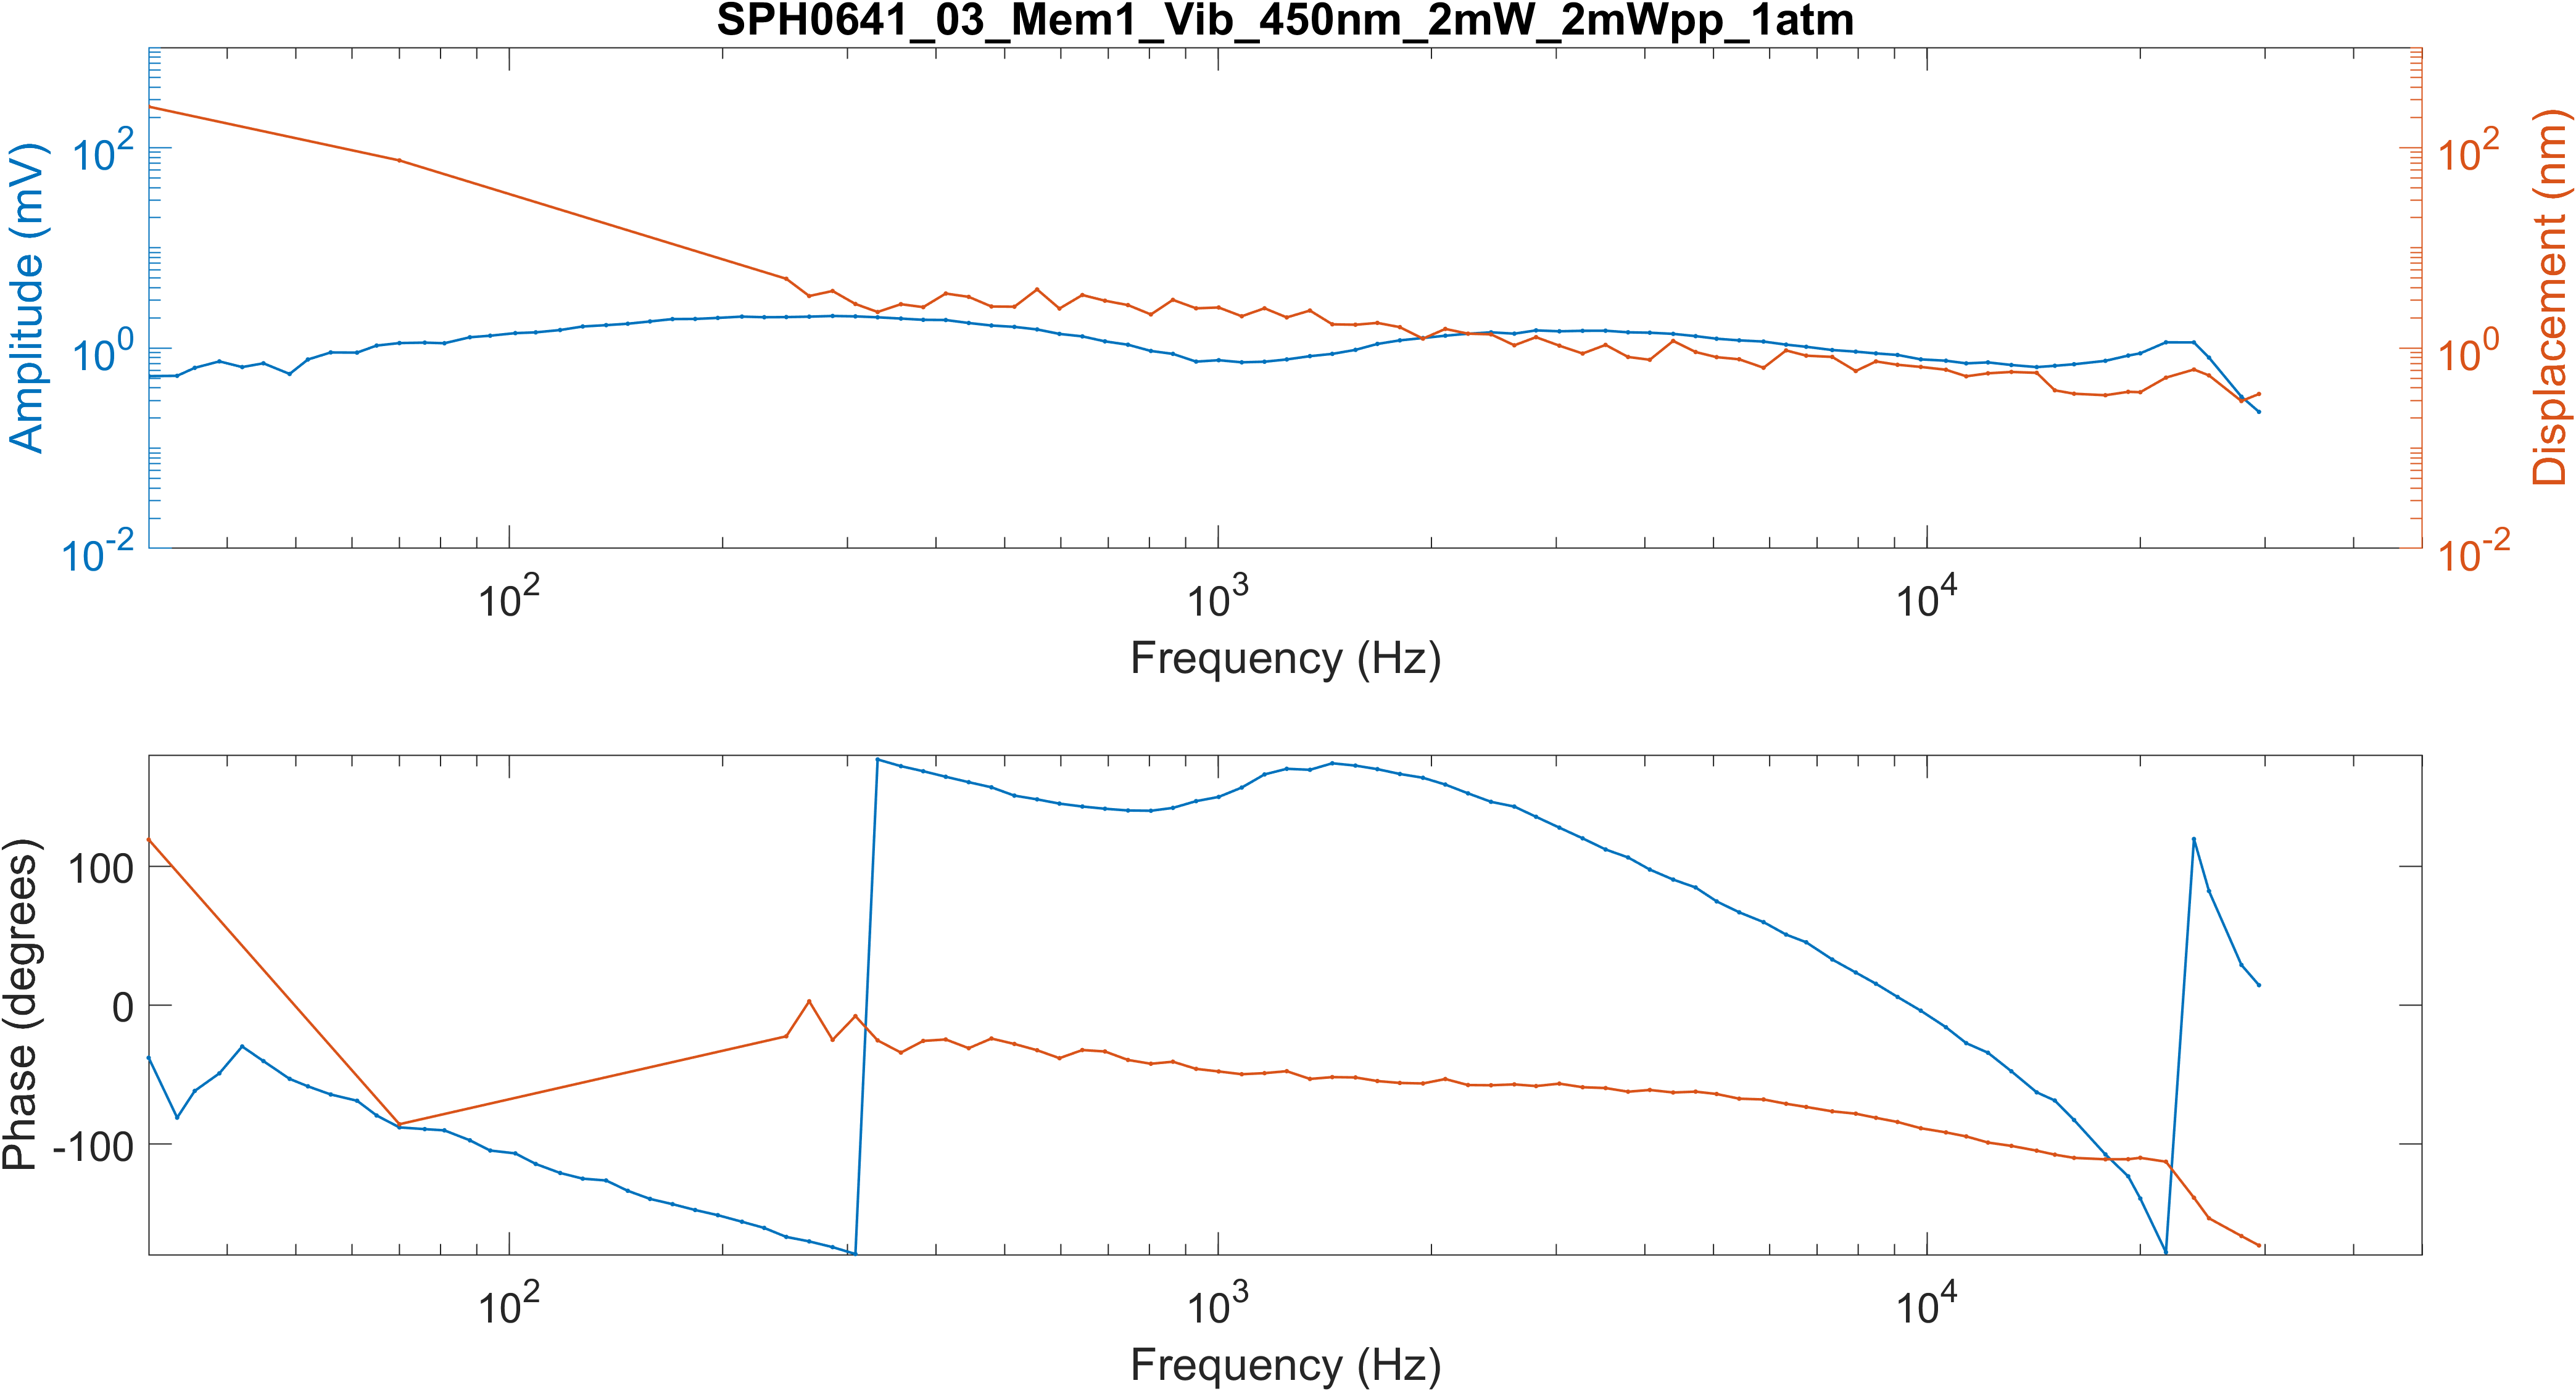 SPH0641_03_Mem1_Vib_450nm_2mW_2mWpp_1atm
Amplitude (mV)
10^2
10^0
10^-2
10^2
10^0
10^-2
Displacement (nm)
10^2
10^3
10^4
Frequency (Hz)
Phase (degrees)
100
0
-100
10^2
10^3
10^4
Frequency (Hz)